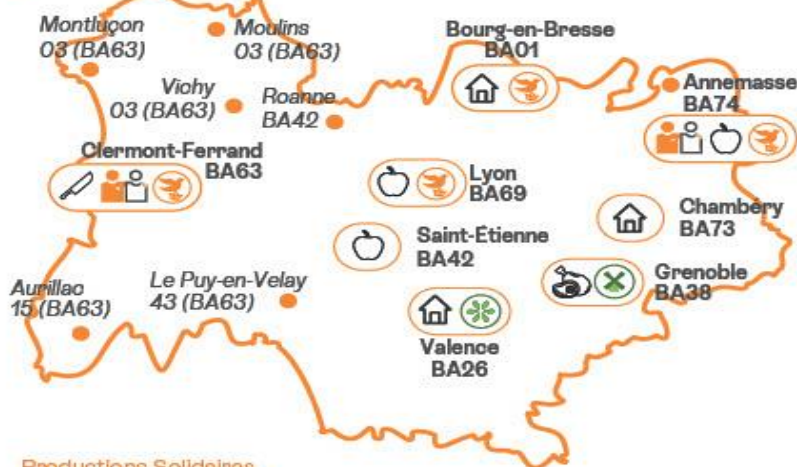 Montluçon
03 (BA63)
Moulins
03 (BA63)
Bourg-en-Bresse
BA01
Vichy
03 (BA63)
Roanne
BA42
Annemasse
BA74
Clermont-Ferrand
BA63
Lyon
BA69
Chambéry
BA73
Saint-Étienne
BA42
Grenoble
BA38
Aurillac
15 (BA63)
Le Puy-en-Velay
43 (BA63)
Valence
BA26
Productions Solidaires